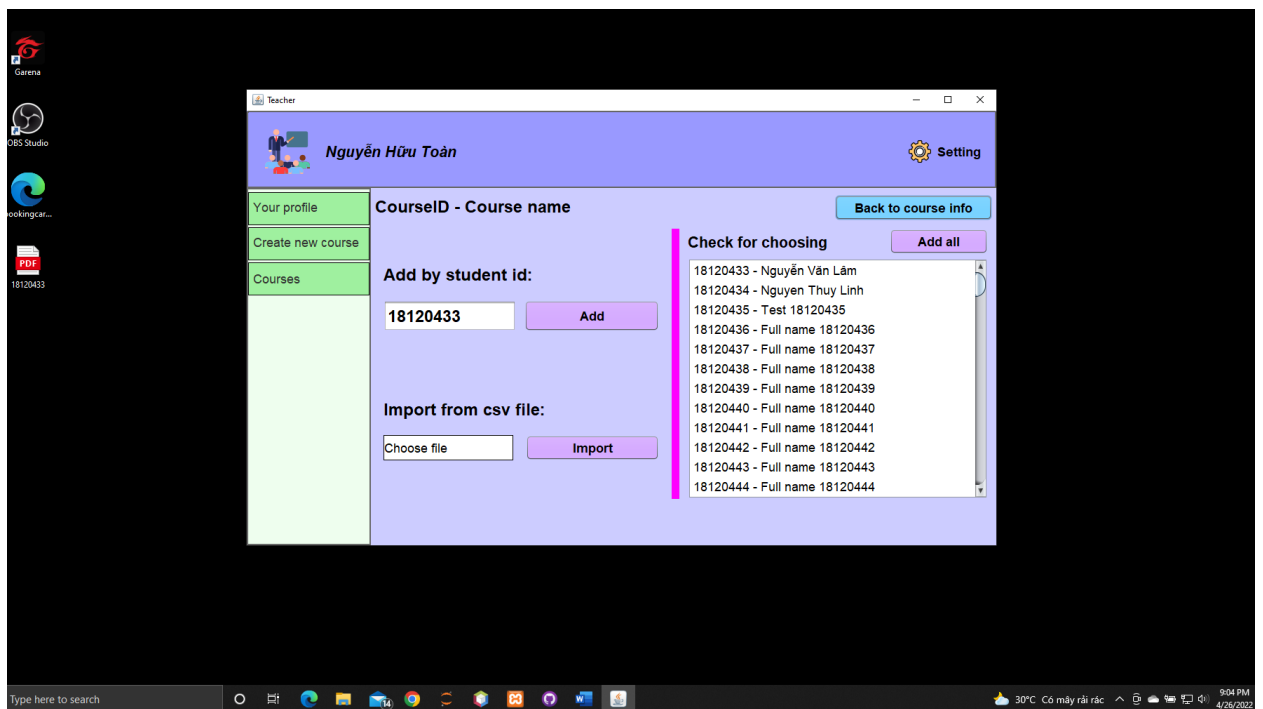 Garena
OBS Studio
ookingcar...
PDF
18120433
Teacher
Nguyễn Hữu Toàn
Setting
Your profile
Create new course
Courses
CourseID - Course name
Back to course info
Add by student id:
18120433
Add
Import from csv file:
Choose file
Import
Check for choosing
Add all
18120433 - Nguyễn Văn Lâm
18120434 - Nguyen Thuy Linh
18120435 - Test 18120435
18120436 - Full name 18120436
18120437 - Full name 18120437
18120438 - Full name 18120438
18120439 - Full name 18120439
18120440 - Full name 18120440
18120441 - Full name 18120441
18120442 - Full name 18120442
18120443 - Full name 18120443
18120444 - Full name 18120444
Type here to search
14
30°C Có mây rải rác
9:04 PM
4/26/2022